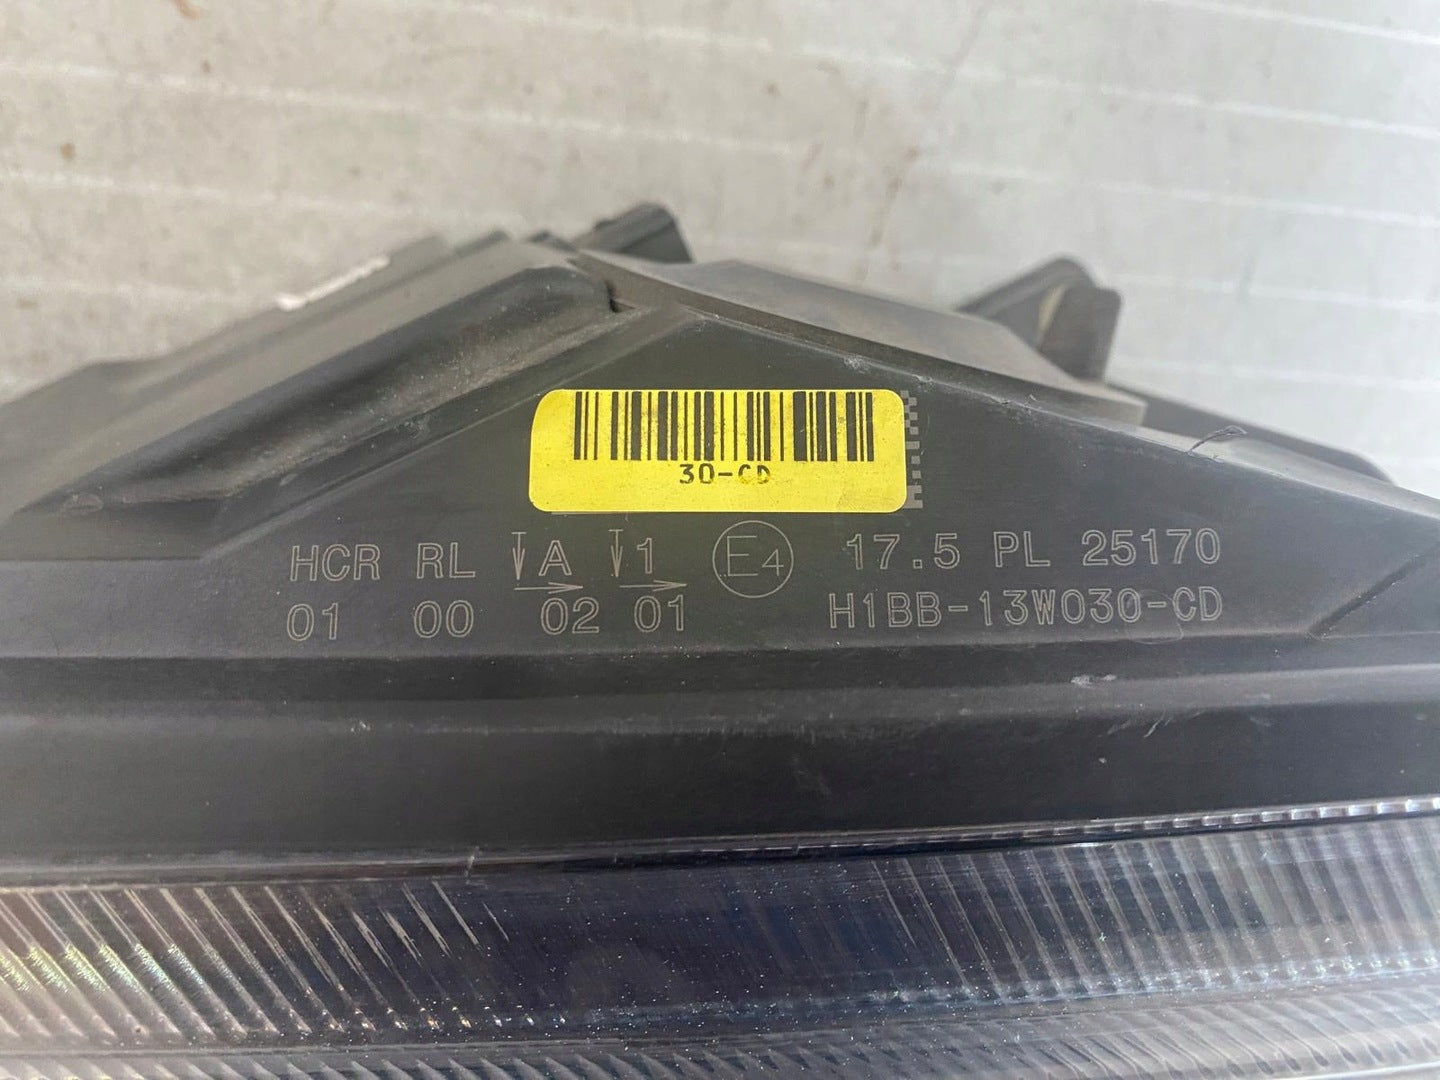 30-CD
HCR RL A 1 E4 17.5 PL 25170
01 00 02 01 H1BB-13W030-CD